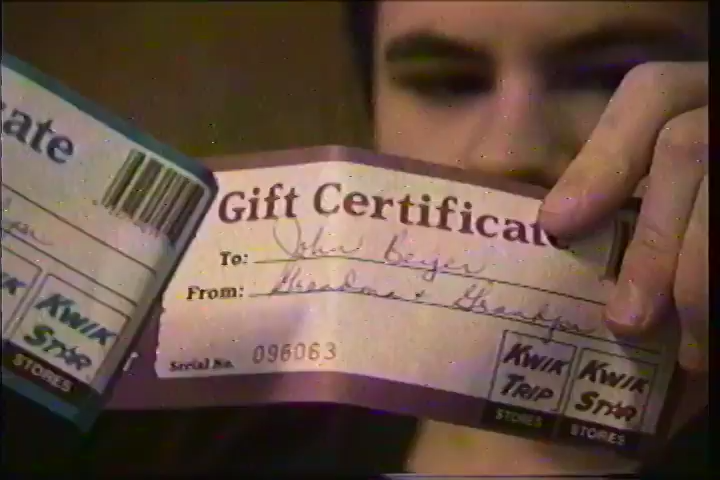 ate
Gift Certificate
To: John Beyer
From: Grandma + Grandpa
Serial No. 096063
KWIK TRIP STORES
KWIK STAR STORES
KWIK STAR STORES